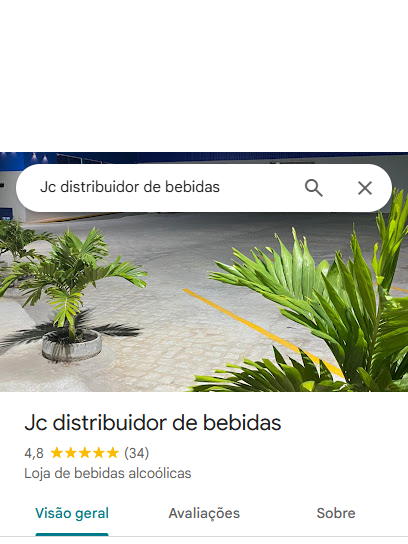 Jc distribuidor de bebidas
Jc distribuidor de bebidas
4,8 (34)
Loja de bebidas alcoólicas
Visão geral Avaliações Sobre